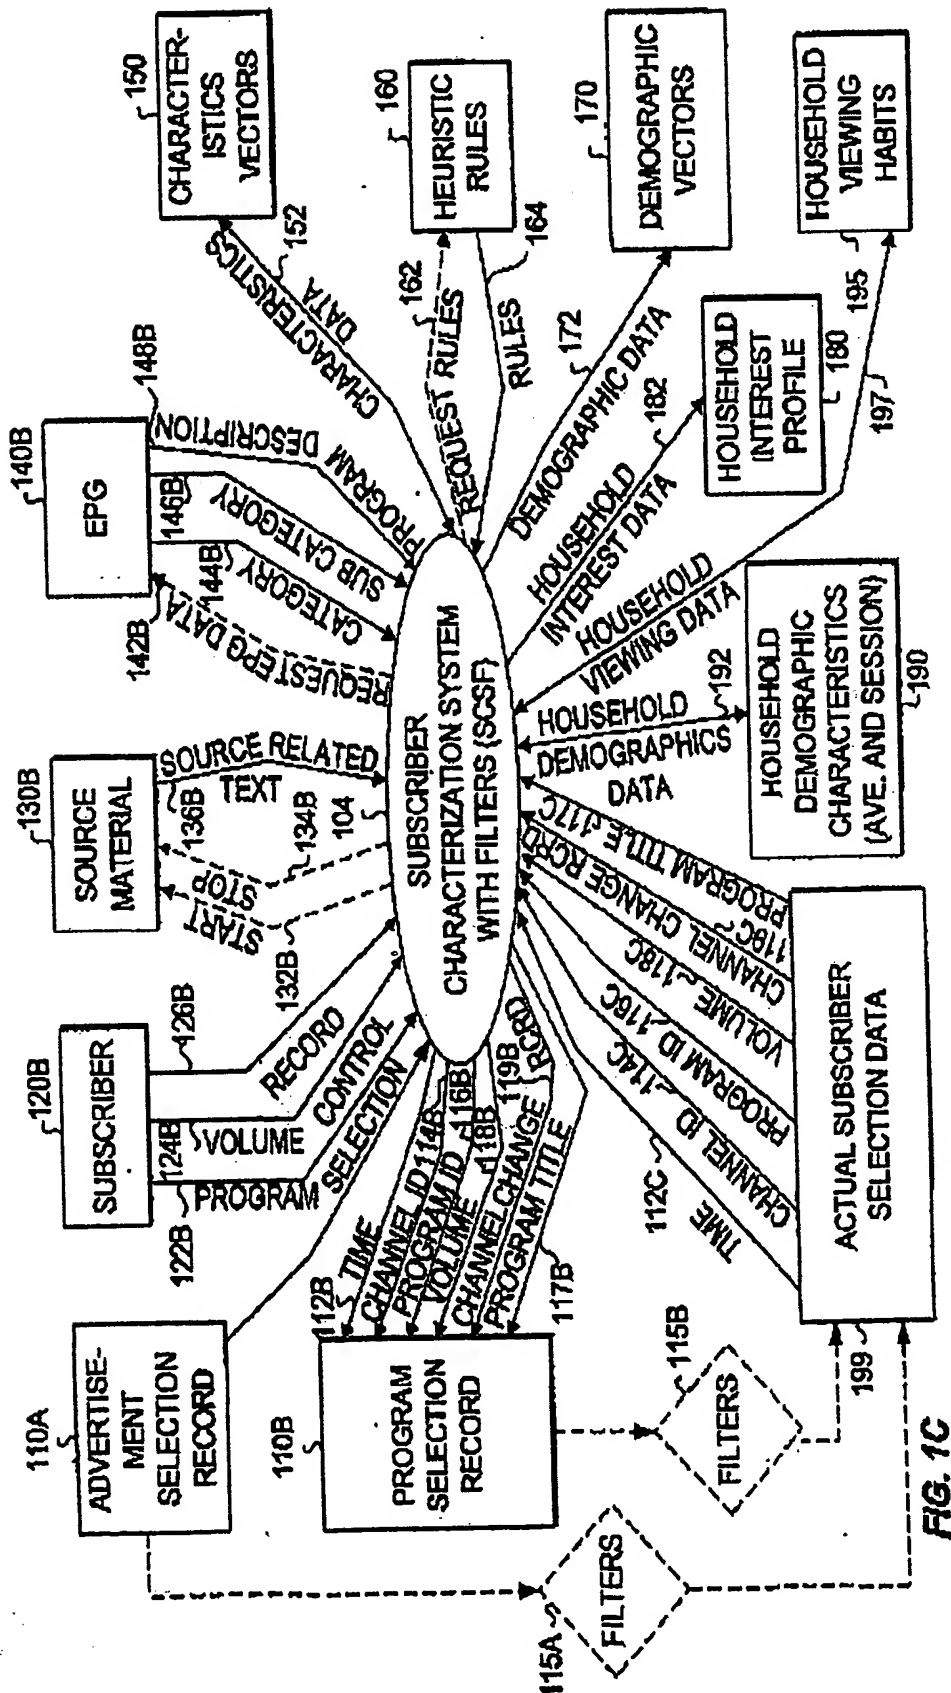 110A
ADVERTISE-
MENT
SELECTION
RECORD
120B
SUBSCRIBER
122B
124B
126B
PROGRAM
SELECTION
VOLUME
CONTROL
RECORD
130B
SOURCE
MATERIAL
132B
START
STOP
134B
136B
SOURCE RELATED
TEXT
140B
EPG
142B
REQUEST EPG DATA
144B
CATEGORY
146B
SUB CATEGORY
148B
PROGRAM
DESCRIPTION
150
CHARACTER-
ISTICS
VECTORS
152
CHARACTERISTICS
DATA
160
HEURISTIC
RULES
162
REQUEST RULES
164
RULES
104
SUBSCRIBER
CHARACTERIZATION SYSTEM
WITH FILTERS (SCSF)
170
DEMOGRAPHIC
VECTORS
172
DEMOGRAPHIC DATA
180
HOUSEHOLD
INTEREST
PROFILE
182
HOUSEHOLD
INTEREST DATA
195
HOUSEHOLD
VIEWING
HABITS
197
HOUSEHOLD
VIEWING DATA
190
HOUSEHOLD
DEMOGRAPHIC
CHARACTERISTICS
(AVE. AND SESSION)
192
HOUSEHOLD
DEMOGRAPHICS
DATA
110B
PROGRAM
SELECTION
RECORD
112B
TIME
CHANNEL ID 114B
PROGRAM ID 116B
VOLUME 118B
CHANNEL CHANGE RCRD
119B
PROGRAM TITLE
117B
199
ACTUAL SUBSCRIBER
SELECTION DATA
112C
TIME
CHANNEL ID 114C
PROGRAM ID 116C
VOLUME 118C
CHANNEL CHANGE RCRD
119C
PROGRAM TITLE 117C
115A
FILTERS
115B
FILTERS
FIG. 1C